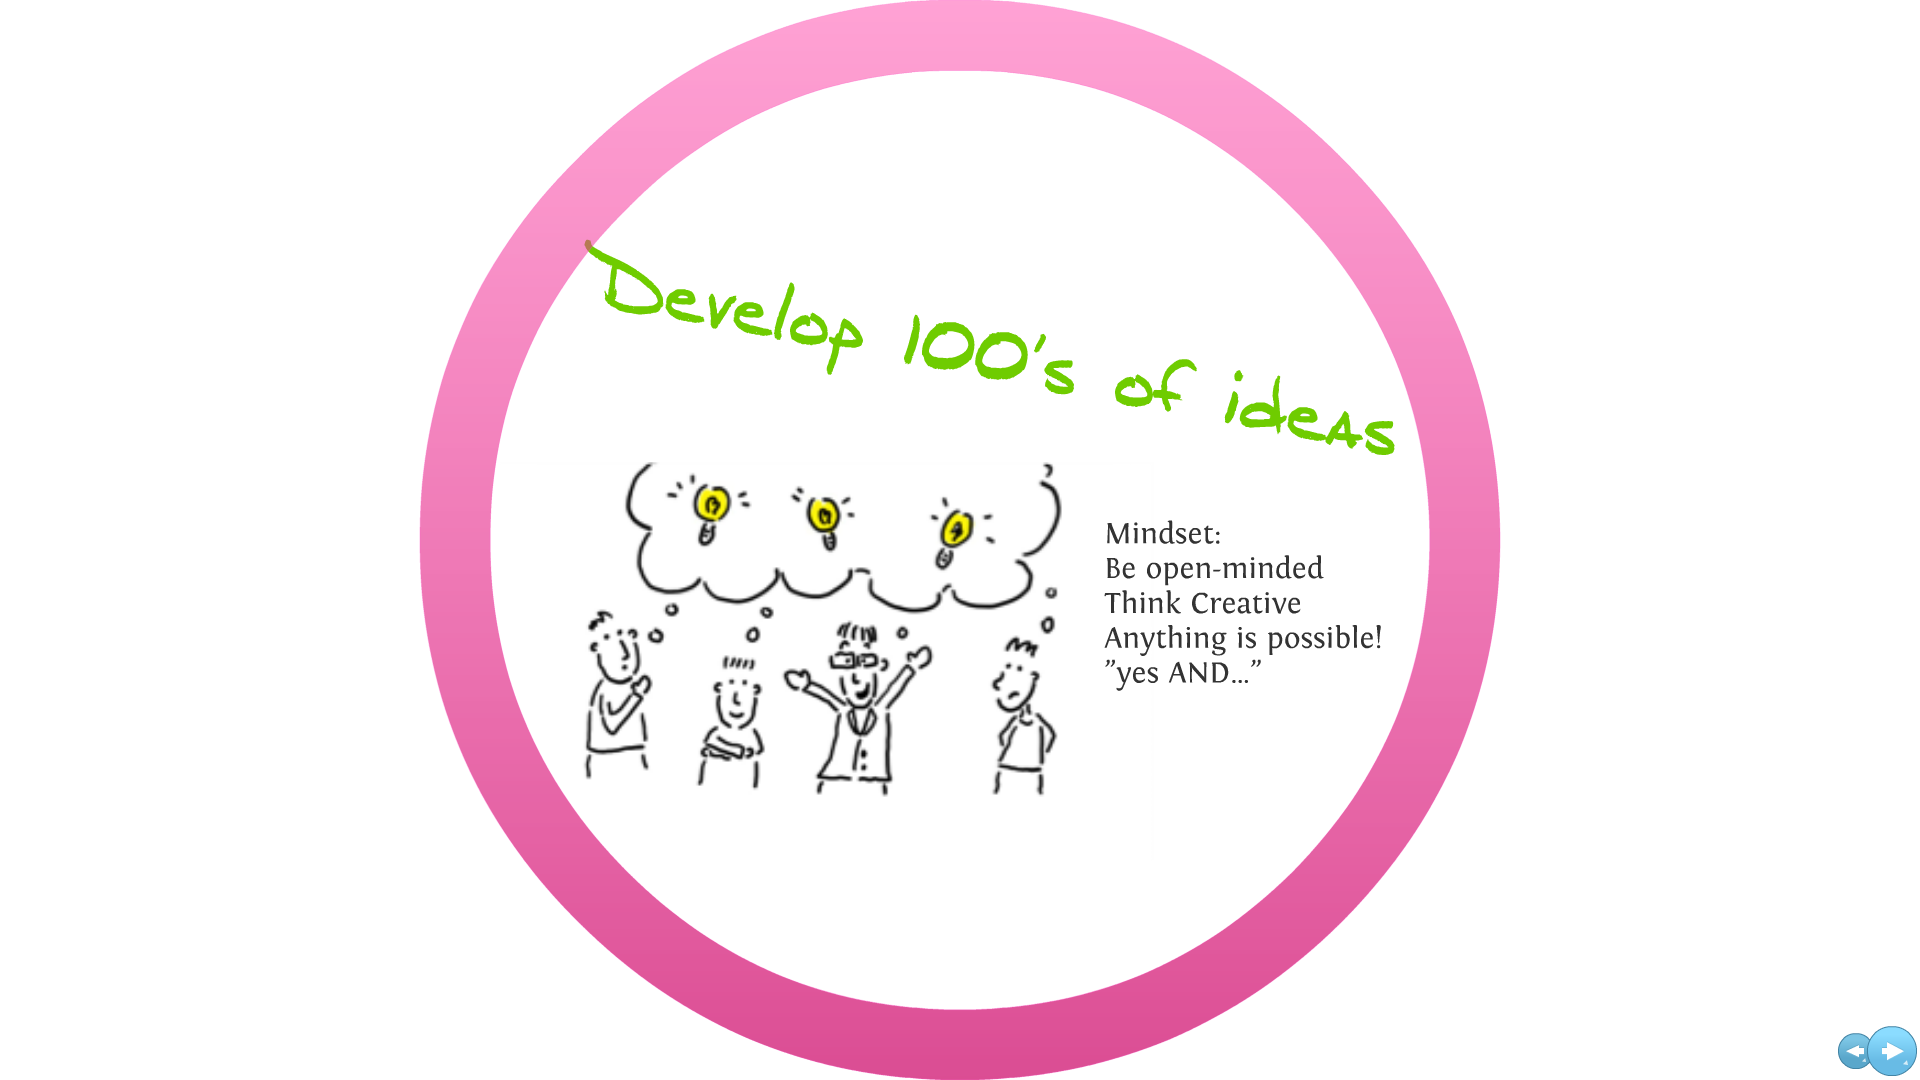 Develop 100's of ideas
Mindset:
Be open-minded
Think Creative
Anything is possible!
”yes AND...”